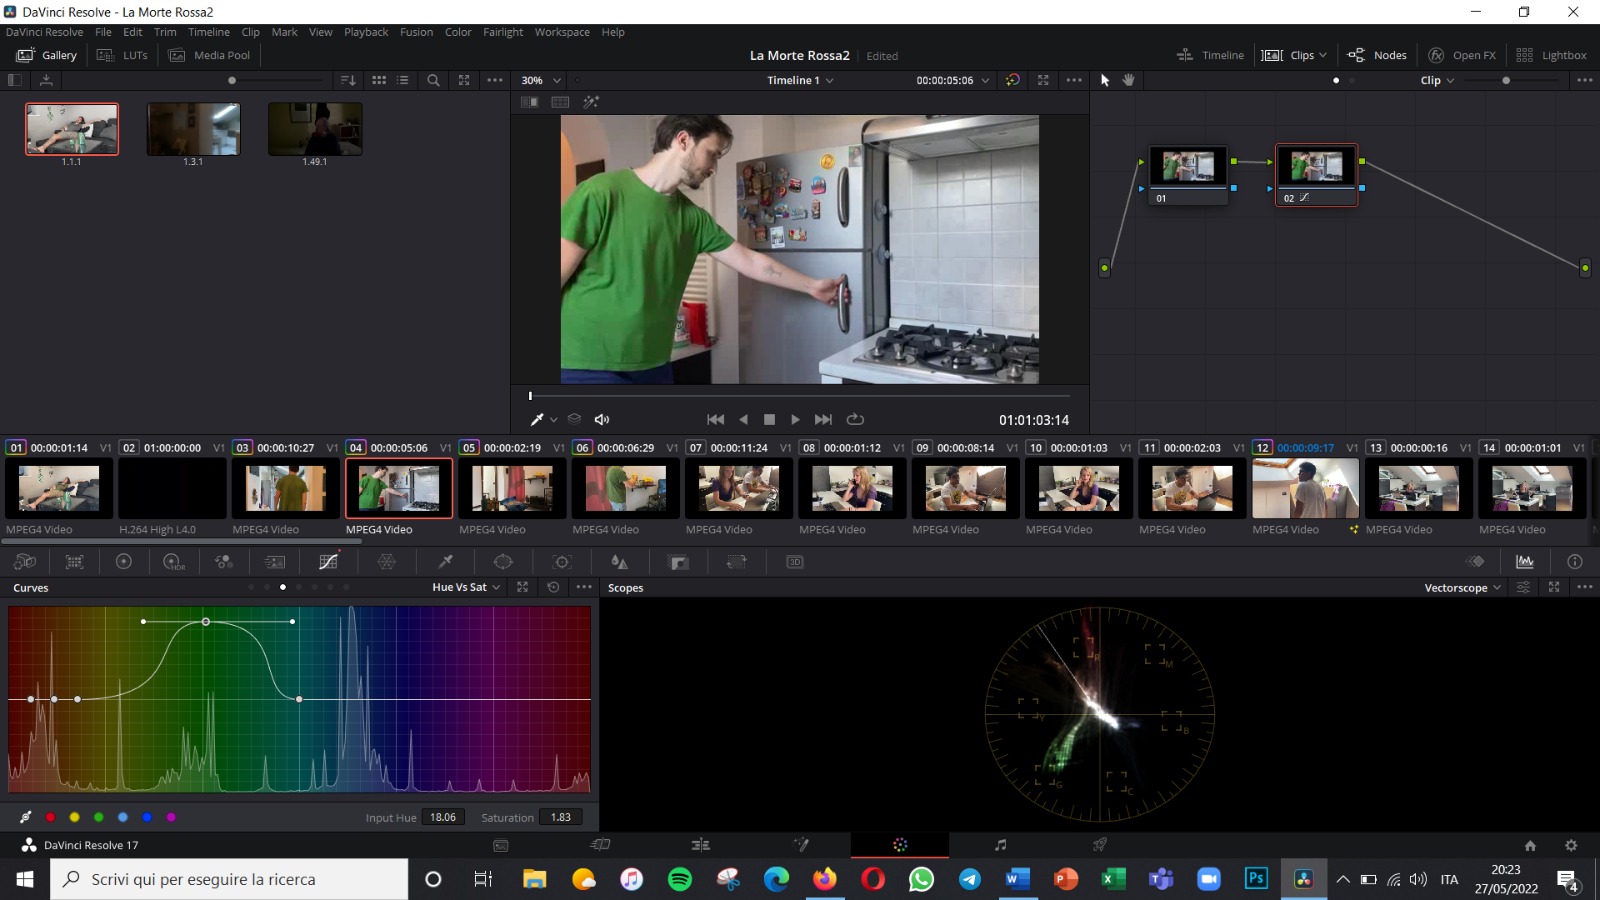 DaVinci Resolve - La Morte Rossa2
DaVinci Resolve File Edit Trim Timeline Clip Mark View Playback Fusion Color Fairlight Workspace Help
Gallery LUTs Media Pool La Morte Rossa2 Edited Timeline Clips Nodes Open FX Lightbox
30% Timeline 1 00:00:05:06 Clip
1.1.1 1.3.1 1.49.1
01 02
01:01:03:14
01 00:00:01:14 V1 02 01:00:00:00 V1 03 00:00:10:27 V1 04 00:00:05:06 V1 05 00:00:02:19 V1 06 00:00:06:29 V1 07 00:00:11:24 V1 08 00:00:01:12 V1 09 00:00:08:14 V1 10 00:00:01:03 V1 11 00:00:02:03 V1 12 00:00:09:17 V1 13 00:00:00:16 V1 14 00:00:01:01 V1
MPEG4 Video H.264 High L4.0 MPEG4 Video MPEG4 Video MPEG4 Video MPEG4 Video MPEG4 Video MPEG4 Video MPEG4 Video MPEG4 Video MPEG4 Video MPEG4 Video MPEG4 Video MPEG4 Video
HDR 3D
Curves Hue Vs Sat Scopes Vectorscope
R M Y B G C
Input Hue 18.06 Saturation 1.83
DaVinci Resolve 17
Scrivi qui per eseguire la ricerca Ps ITA 20:23
27/05/2022 4